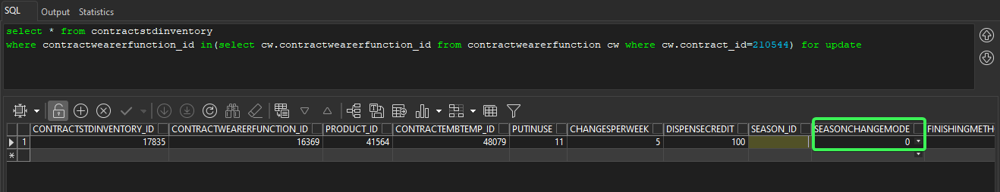 SQL Output Statistics
select * from contractstdinventory
where contractwearerfunction_id in(select cw.contractwearerfunction_id from contractwearerfunction cw where cw.contract_id=210544) for update
CONTRACTSTDINVENTORY_ID CONTRACTWEARERFUNCTION_ID PRODUCT_ID CONTRACTEMBTEMP_ID PUTINUSE CHANGESPERWEEK DISPENSECREDIT SEASON_ID SEASONCHANGEMODE FINISHINGMETH
1 17835 16369 41564 48079 11 5 100 0
*